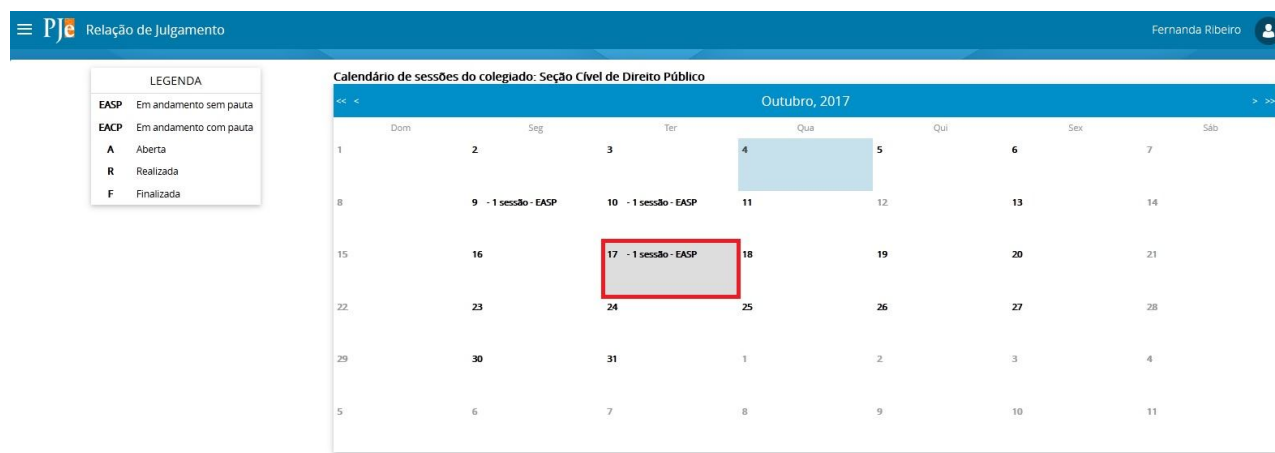 PJe Relação de Julgamento Fernanda Ribeiro
LEGENDA
EASP Em andamento sem pauta
EACP Em andamento com pauta
A Aberta
R Realizada
F Finalizada
Calendário de sessões do colegiado: Seção Cível de Direito Público
<< < Outubro, 2017 > >>
Dom Seg Ter Qua Qui Sex Sáb
1 2 3 4 5 6 7
8 9 - 1 sessão - EASP 10 - 1 sessão - EASP 11 12 13 14
15 16 17 - 1 sessão - EASP 18 19 20 21
22 23 24 25 26 27 28
29 30 31 1 2 3 4
5 6 7 8 9 10 11